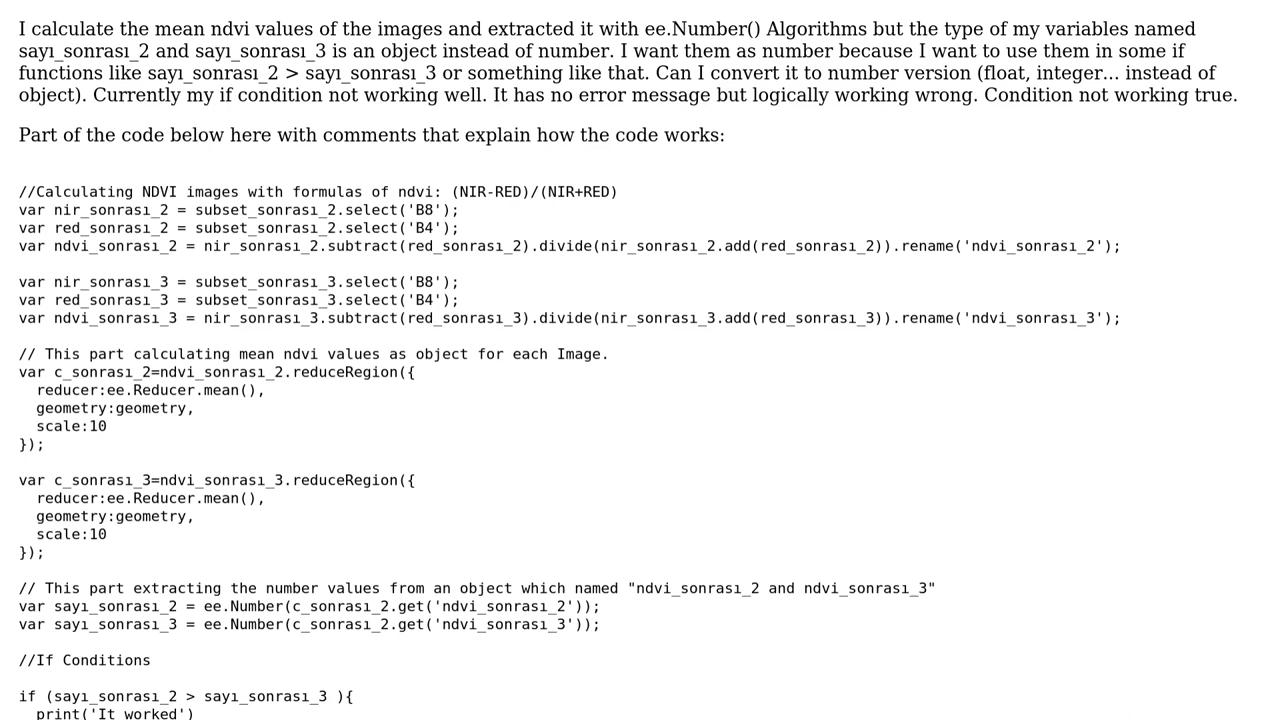 I calculate the mean ndvi values of the images and extracted it with ee.Number() Algorithms but the type of my variables named
sayı_sonrası_2 and sayı_sonrası_3 is an object instead of number. I want them as number because I want to use them in some if
functions like sayı_sonrası_2 > sayı_sonrası_3 or something like that. Can I convert it to number version (float, integer... instead of
object). Currently my if condition not working well. It has no error message but logically working wrong. Condition not working true.
Part of the code below here with comments that explain how the code works:
//Calculating NDVI images with formulas of ndvi: (NIR-RED)/(NIR+RED)
var nir_sonrası_2 = subset_sonrası_2.select('B8');
var red_sonrası_2 = subset_sonrası_2.select('B4');
var ndvi_sonrası_2 = nir_sonrası_2.subtract(red_sonrası_2).divide(nir_sonrası_2.add(red_sonrası_2)).rename('ndvi_sonrası_2');
var nir_sonrası_3 = subset_sonrası_3.select('B8');
var red_sonrası_3 = subset_sonrası_3.select('B4');
var ndvi_sonrası_3 = nir_sonrası_3.subtract(red_sonrası_3).divide(nir_sonrası_3.add(red_sonrası_3)).rename('ndvi_sonrası_3');
// This part calculating mean ndvi values as object for each Image.
var c_sonrası_2=ndvi_sonrası_2.reduceRegion({
  reducer:ee.Reducer.mean(),
  geometry:geometry,
  scale:10
});
var c_sonrası_3=ndvi_sonrası_3.reduceRegion({
  reducer:ee.Reducer.mean(),
  geometry:geometry,
  scale:10
});
// This part extracting the number values from an object which named "ndvi_sonrası_2 and ndvi_sonrası_3"
var sayı_sonrası_2 = ee.Number(c_sonrası_2.get('ndvi_sonrası_2'));
var sayı_sonrası_3 = ee.Number(c_sonrası_2.get('ndvi_sonrası_3'));
//If Conditions
if (sayı_sonrası_2 > sayı_sonrası_3 ){
  print('It worked')